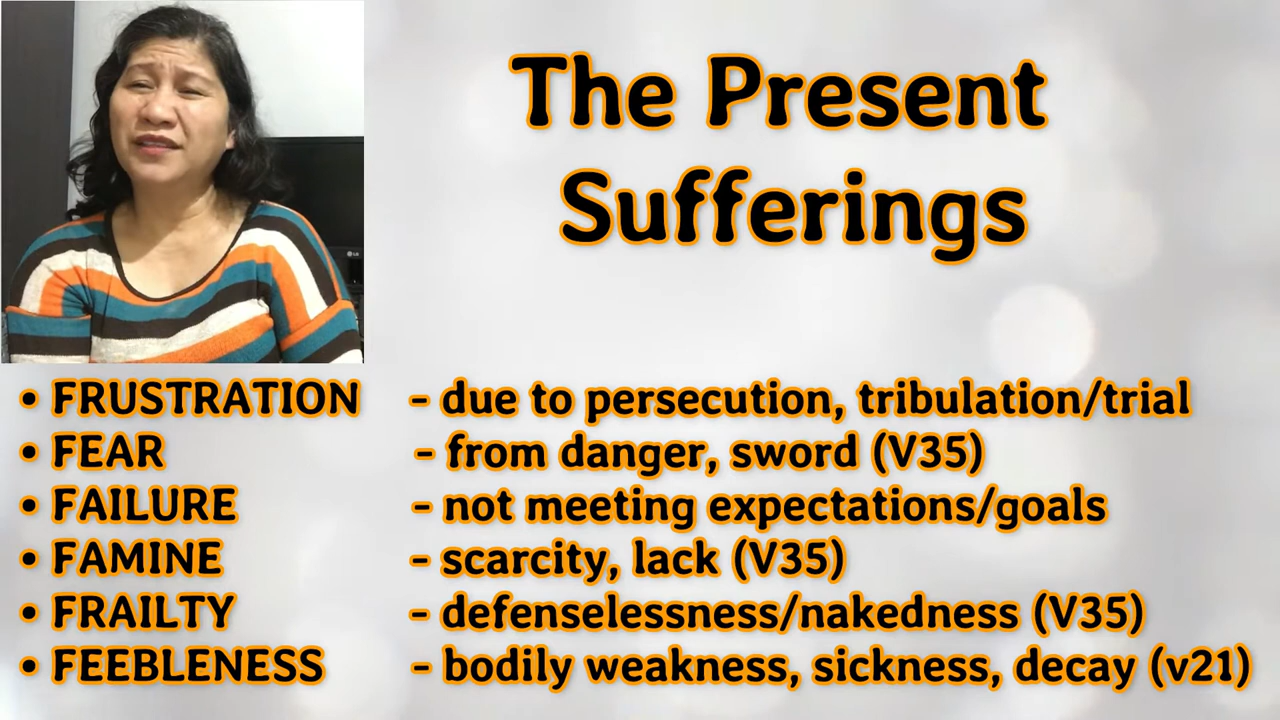 The Present
Sufferings
LG
• FRUSTRATION - due to persecution, tribulation/trial
• FEAR - from danger, sword (V35)
• FAILURE - not meeting expectations/goals
• FAMINE - scarcity, lack (V35)
• FRAILTY - defenselessness/nakedness (V35)
• FEEBLENESS - bodily weakness, sickness, decay (v21)